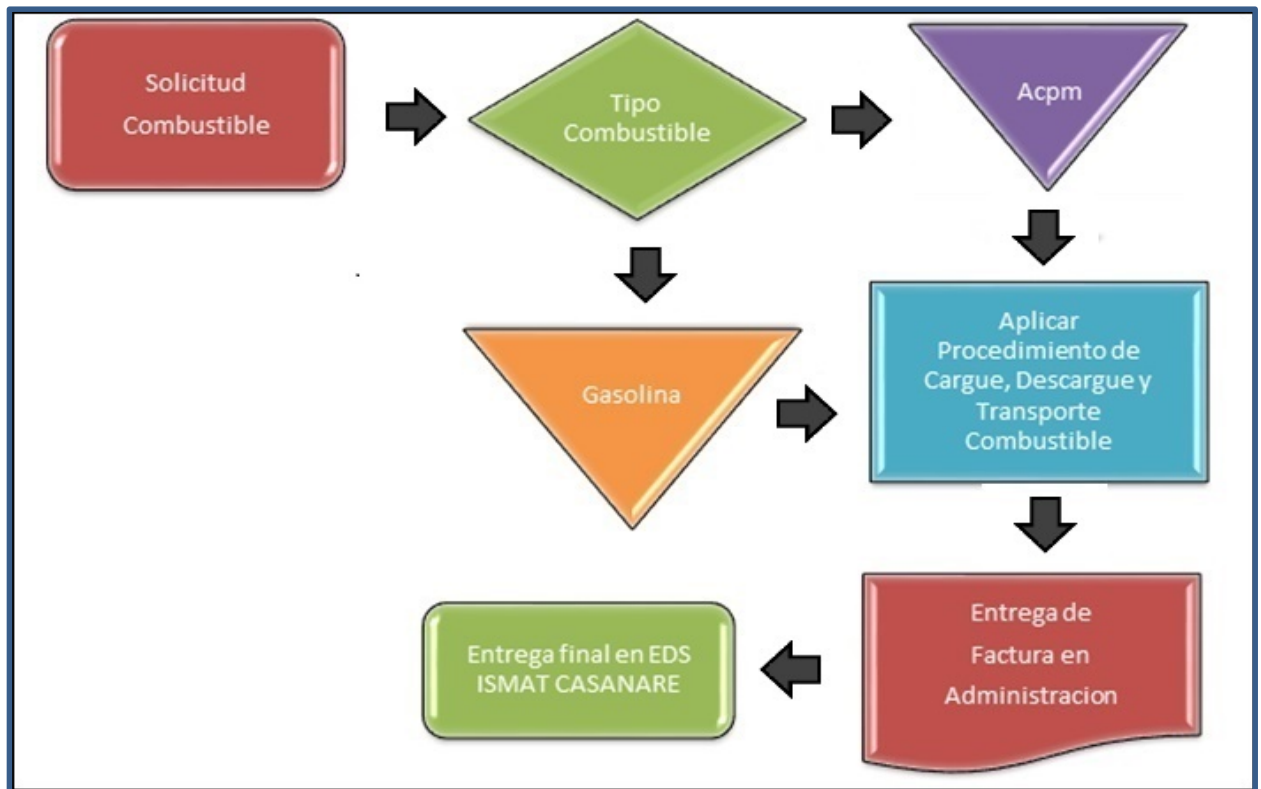 Solicitud
Combustible
Tipo
Combustible
Acpm
Gasolina
Aplicar
Procedimiento de
Cargue, Descargue y
Transporte
Combustible
Entrega de
Factura en
Administracion
Entrega final en EDS
ISMAT CASANARE